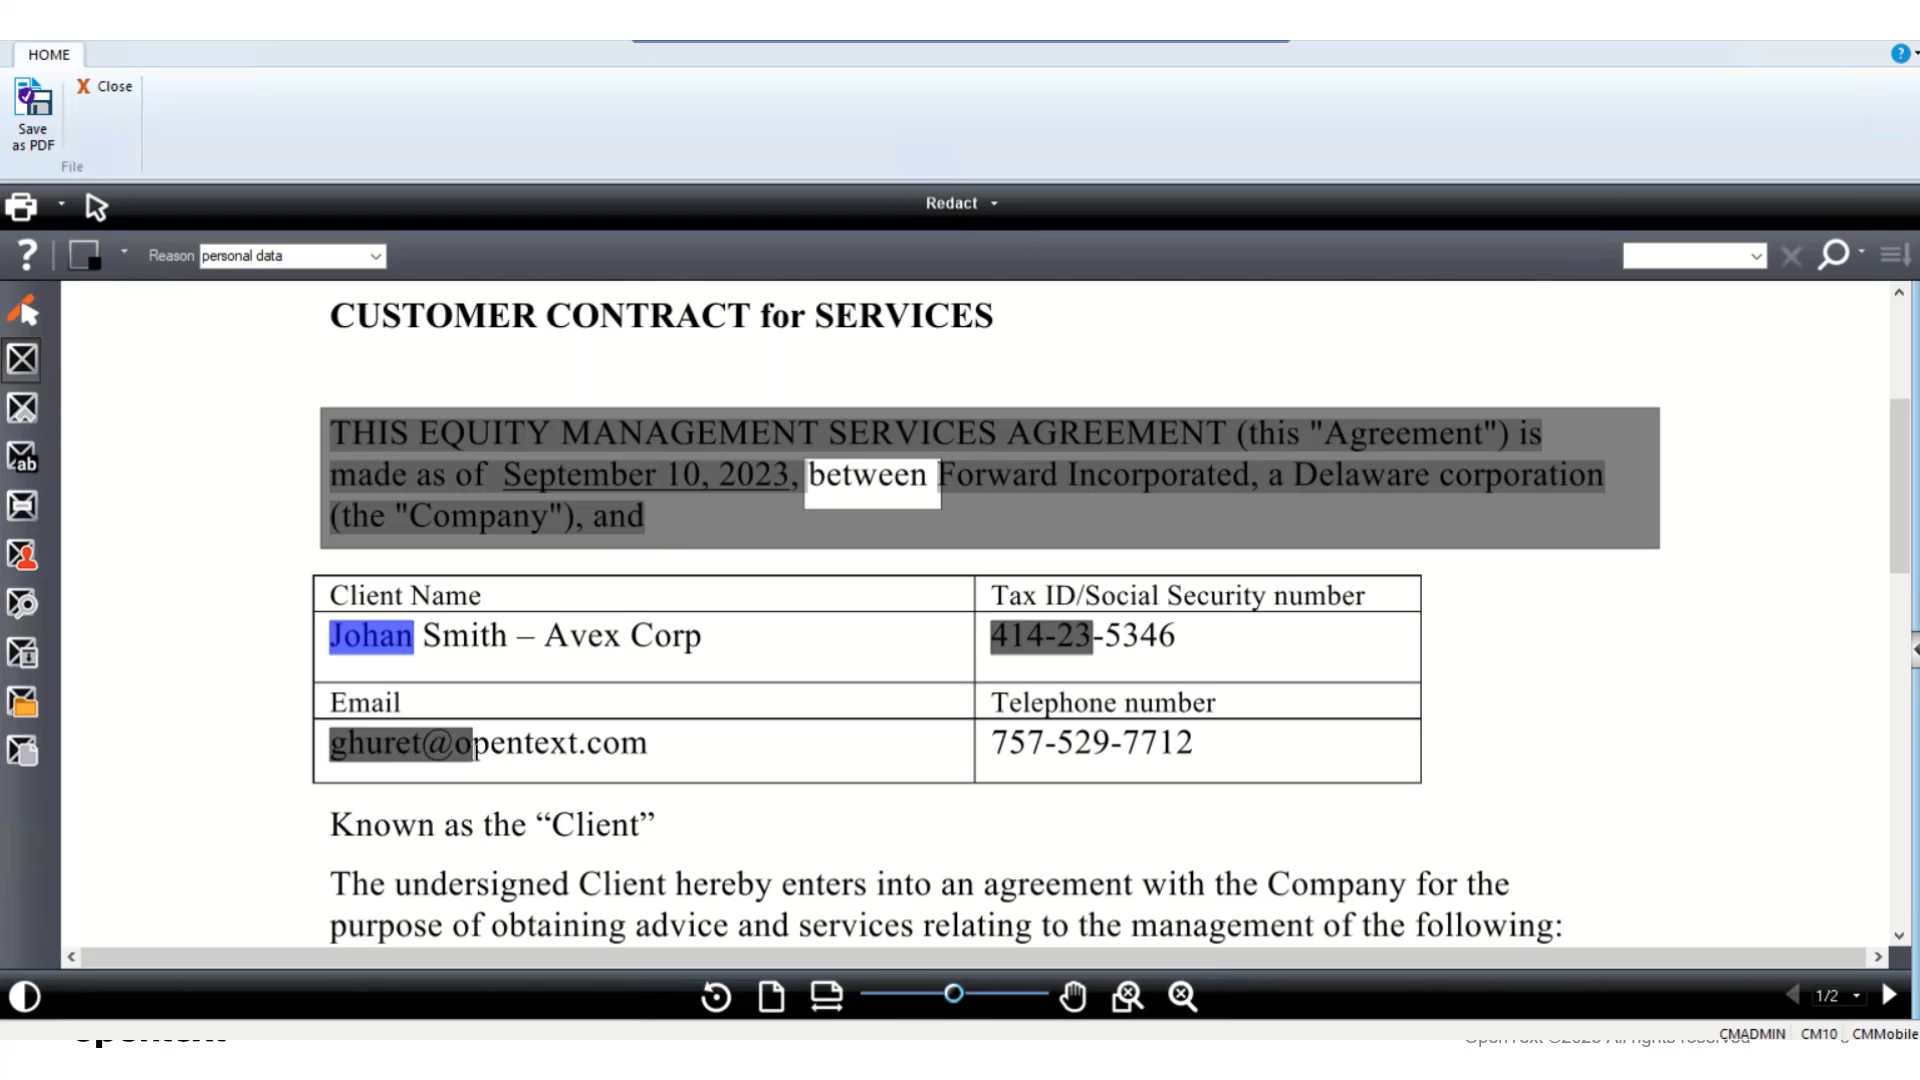 HOME
Save
as PDF
Close
File
Redact
Reason personal data
CUSTOMER CONTRACT for SERVICES
THIS EQUITY MANAGEMENT SERVICES AGREEMENT (this "Agreement") is
made as of September 10, 2023, between Forward Incorporated, a Delaware corporation
(the "Company"), and
Client Name
Tax ID/Social Security number
Johan Smith – Avex Corp
414-23-5346
Email
Telephone number
ghuret@opentext.com
757-529-7712
Known as the “Client”
The undersigned Client hereby enters into an agreement with the Company for the
purpose of obtaining advice and services relating to the management of the following:
1/2
CMADMIN CM10 CMMobile